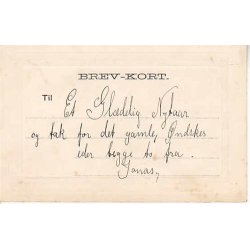 BREV-KORT.
Til Et Glædelig Nytaar
og tak for det gamle, Ønskes
eder begge to fra
Jonas,